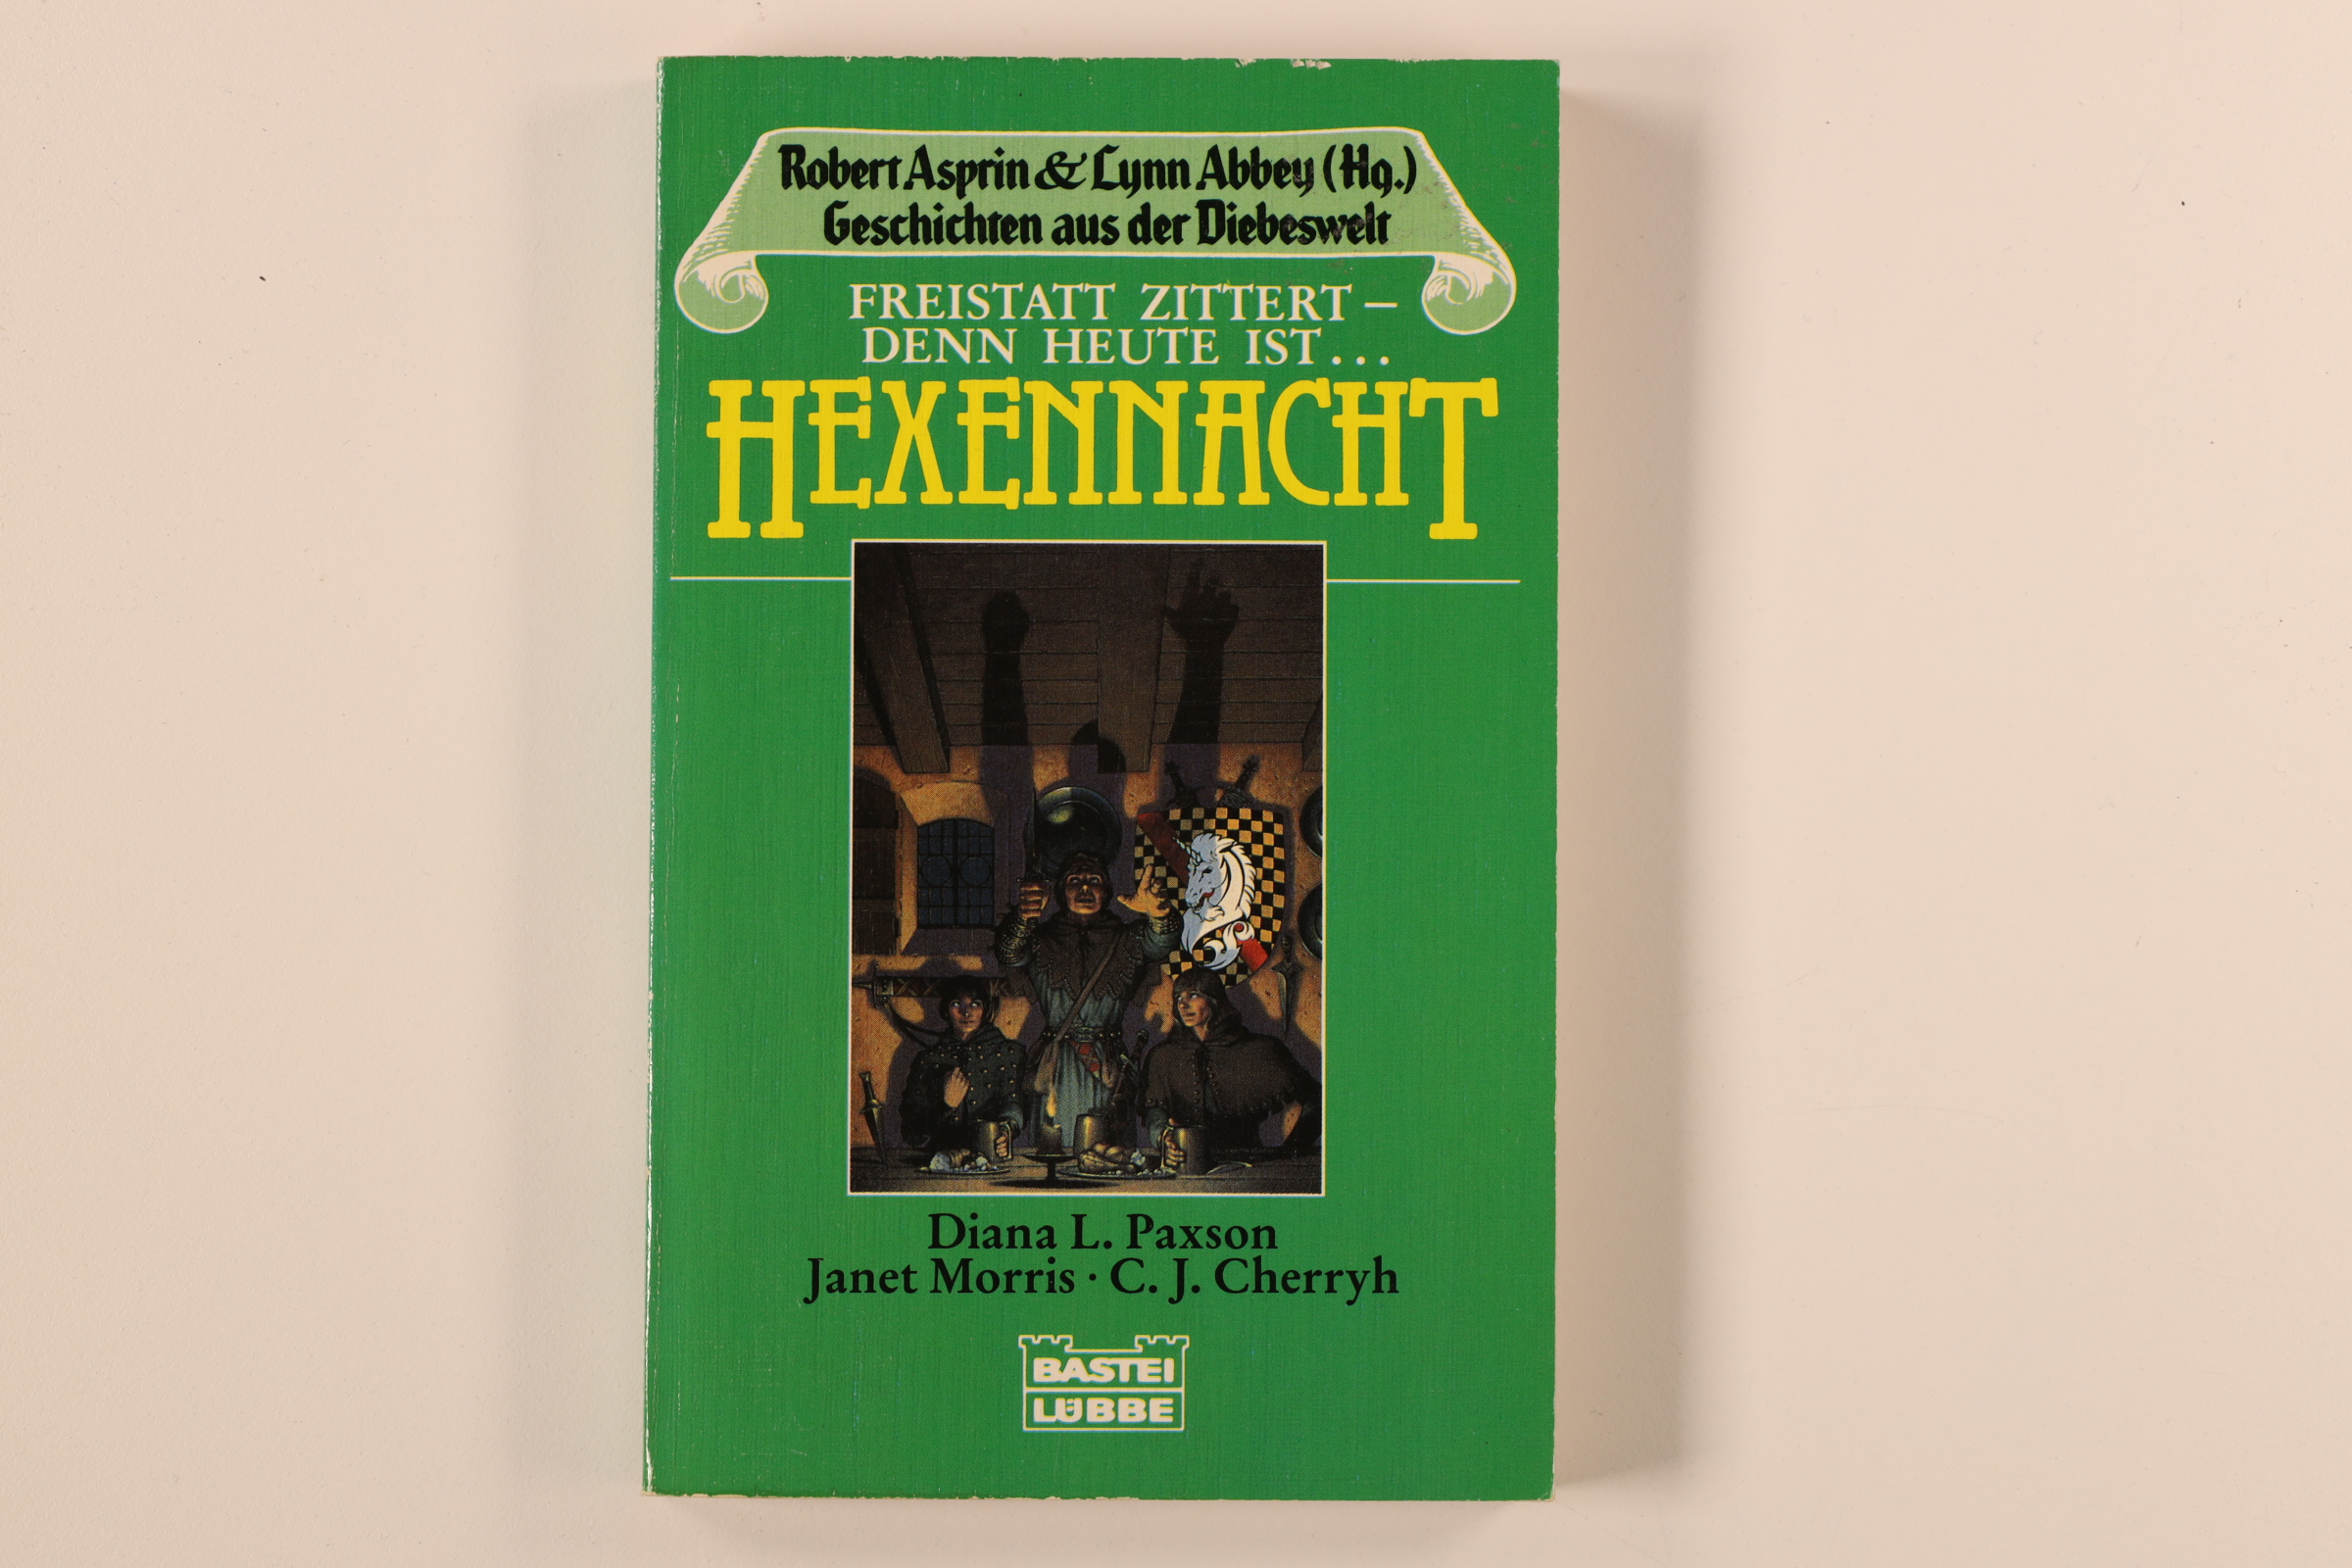 Robert Asprin & Lynn Abbey (Hg.)
Geschichten aus der Diebeswelt
FREISTATT ZITTERT –
DENN HEUTE IST...
HEXENNACHT
Diana L. Paxson
Janet Morris · C. J. Cherryh
BASTEI
LÜBBE